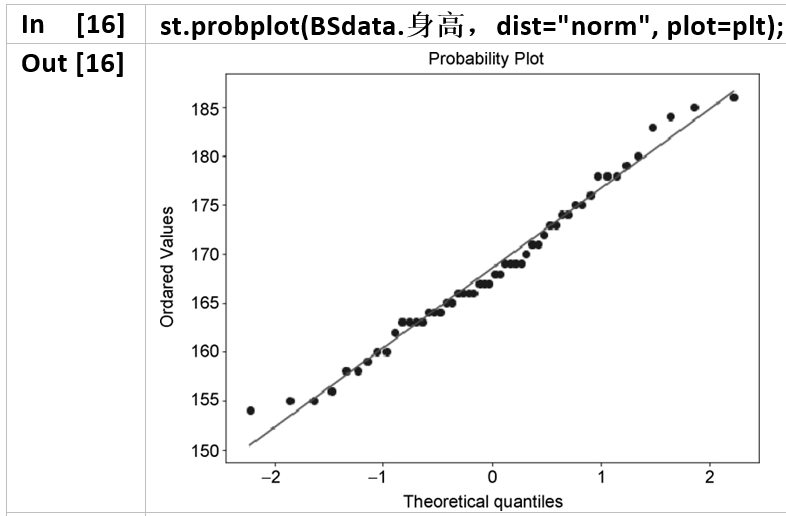 In [16]
st.probplot(BSdata.身高，dist="norm", plot=plt);
Out [16]
Probability Plot
185
180
175
170
165
160
155
150
Ordared Values
−2
−1
0
1
2
Theoretical quantiles